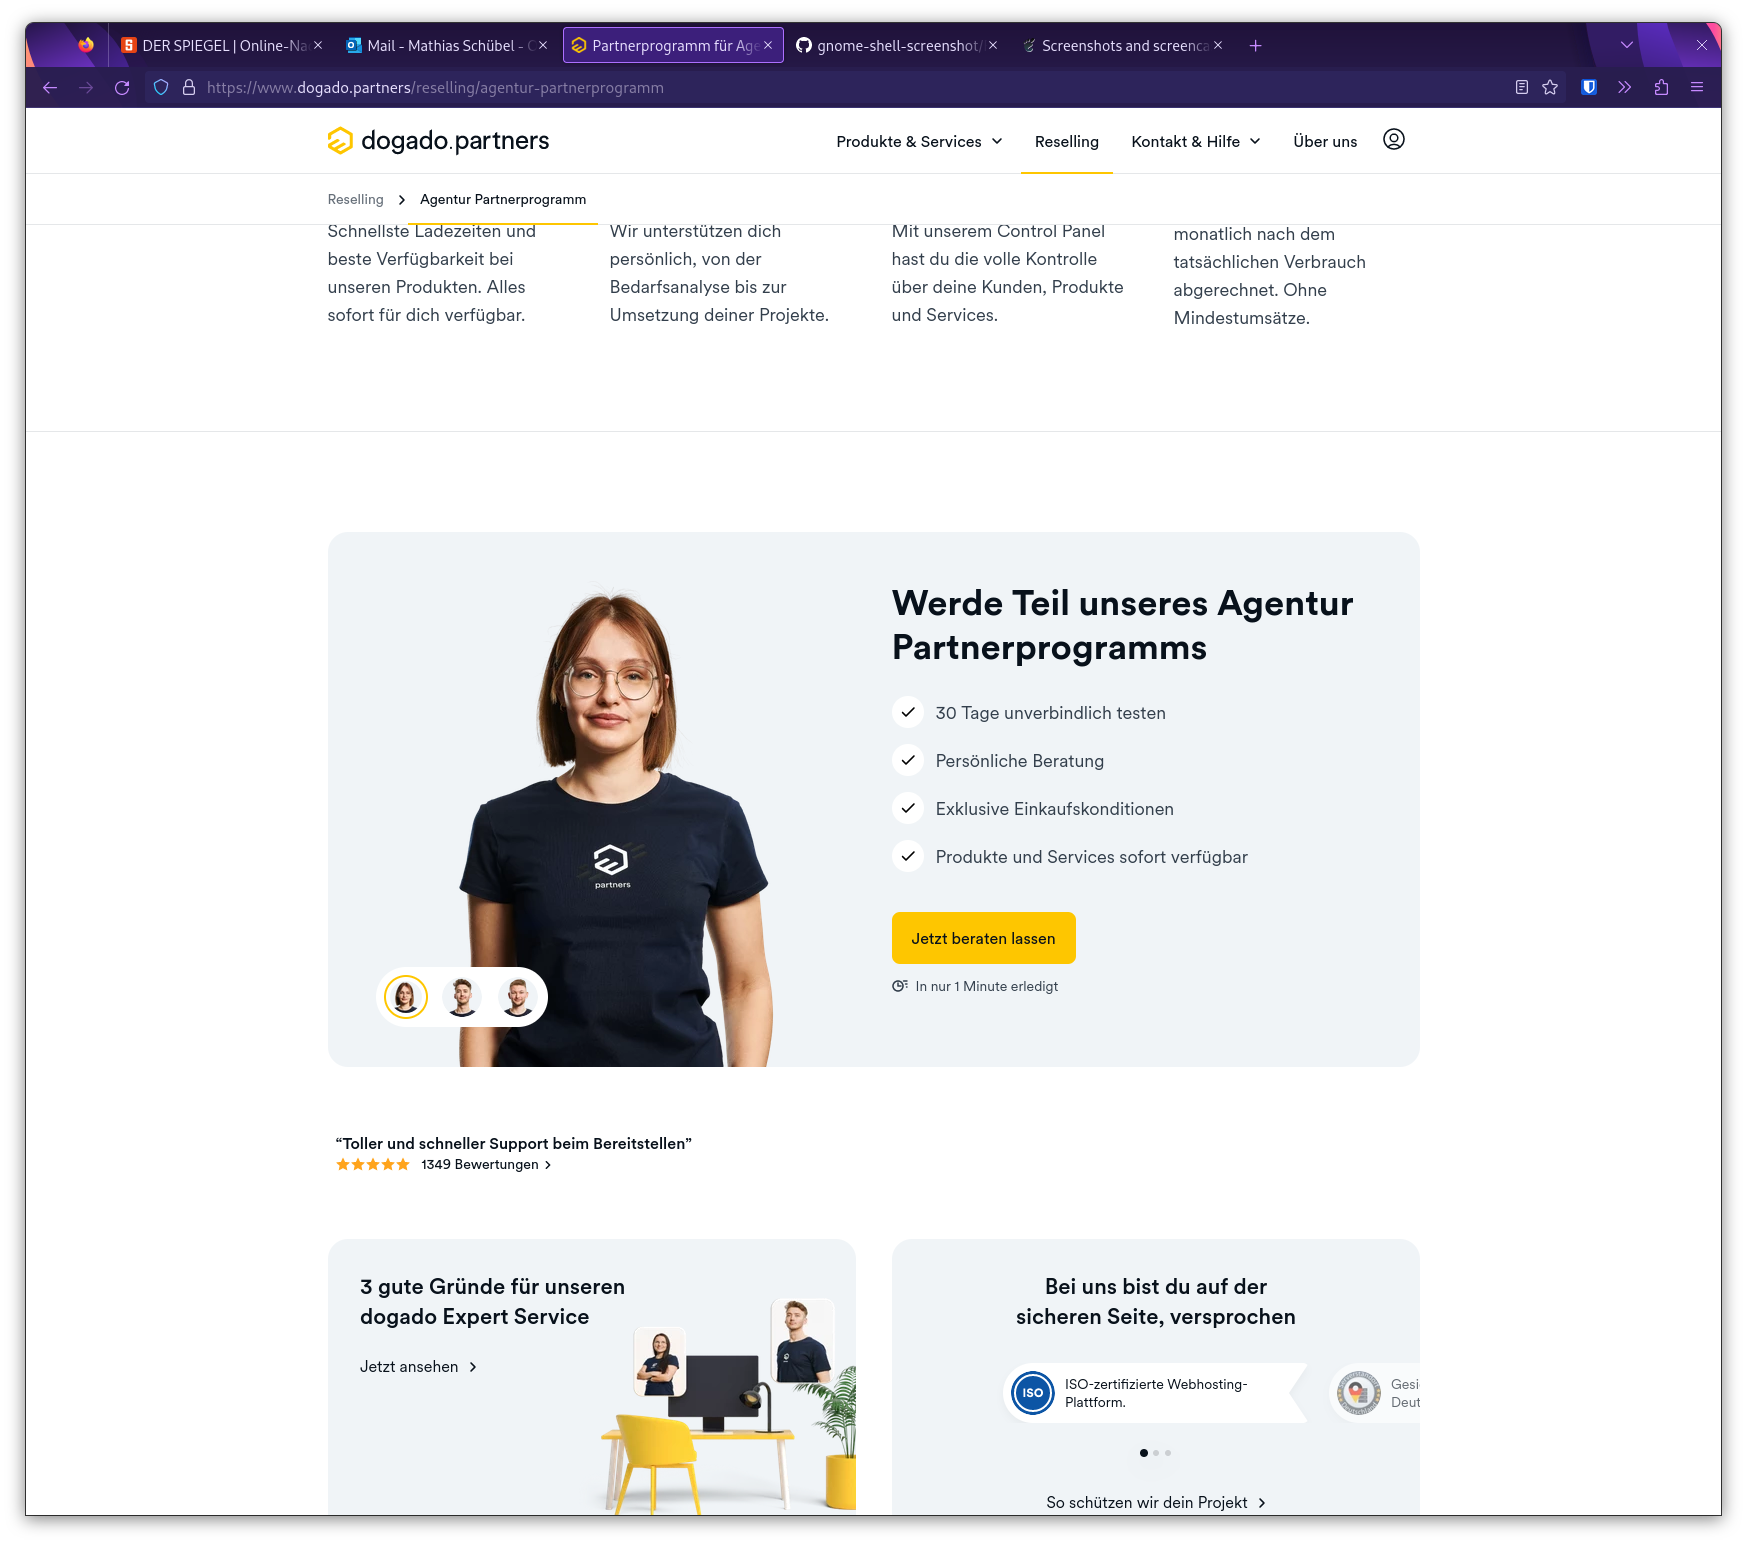 DER SPIEGEL | Online-Na
Mail - Mathias Schübel -
Partnerprogramm für Age
gnome-shell-screenshot/
Screenshots and screenca
https://www.dogado.partners/reselling/agentur-partnerprogramm
dogado.partners
Produkte & Services
Reselling
Kontakt & Hilfe
Über uns
Reselling
Agentur Partnerprogramm
Schnellste Ladezeiten und
beste Verfügbarkeit bei
unseren Produkten. Alles
sofort für dich verfügbar.
Wir unterstützen dich
persönlich, von der
Bedarfsanalyse bis zur
Umsetzung deiner Projekte.
Mit unserem Control Panel
hast du die volle Kontrolle
über deine Kunden, Produkte
und Services.
monatlich nach dem
tatsächlichen Verbrauch
abgerechnet. Ohne
Mindestumsätze.
Werde Teil unseres Agentur
Partnerprogramms
30 Tage unverbindlich testen
Persönliche Beratung
Exklusive Einkaufskonditionen
Produkte und Services sofort verfügbar
Jetzt beraten lassen
In nur 1 Minute erledigt
partners
“Toller und schneller Support beim Bereitstellen”
1349 Bewertungen
3 gute Gründe für unseren
dogado Expert Service
Jetzt ansehen
Bei uns bist du auf der
sicheren Seite, versprochen
ISO
ISO-zertifizierte Webhosting-
Plattform.
Gesi
Deut
So schützen wir dein Projekt